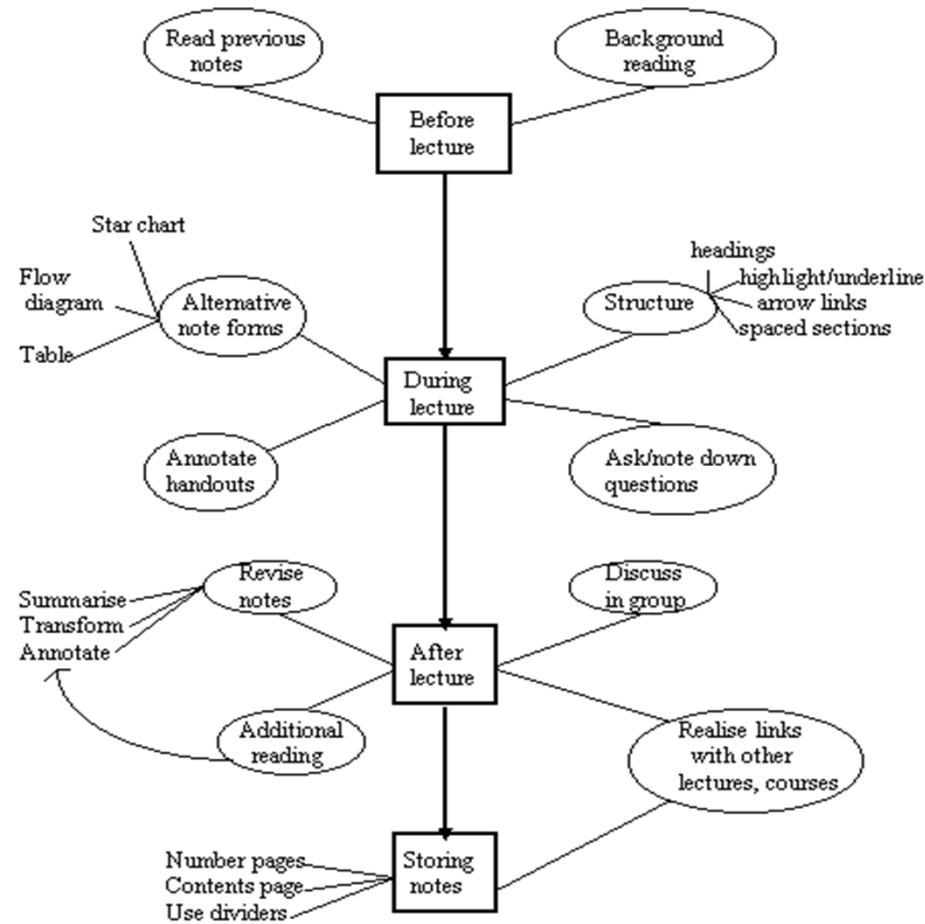 Read previous
notes
Background
reading
Before
lecture
Star chart
Flow
diagram
Table
Alternative
note forms
headings
highlight/underline
arrow links
spaced sections
Structure
During
lecture
Annotate
handouts
Ask/note down
questions
Revise
notes
Summarise
Transform
Annotate
Discuss
in group
After
lecture
Additional
reading
Realise links
with other
lectures, courses
Number pages
Contents page
Use dividers
Storing
notes